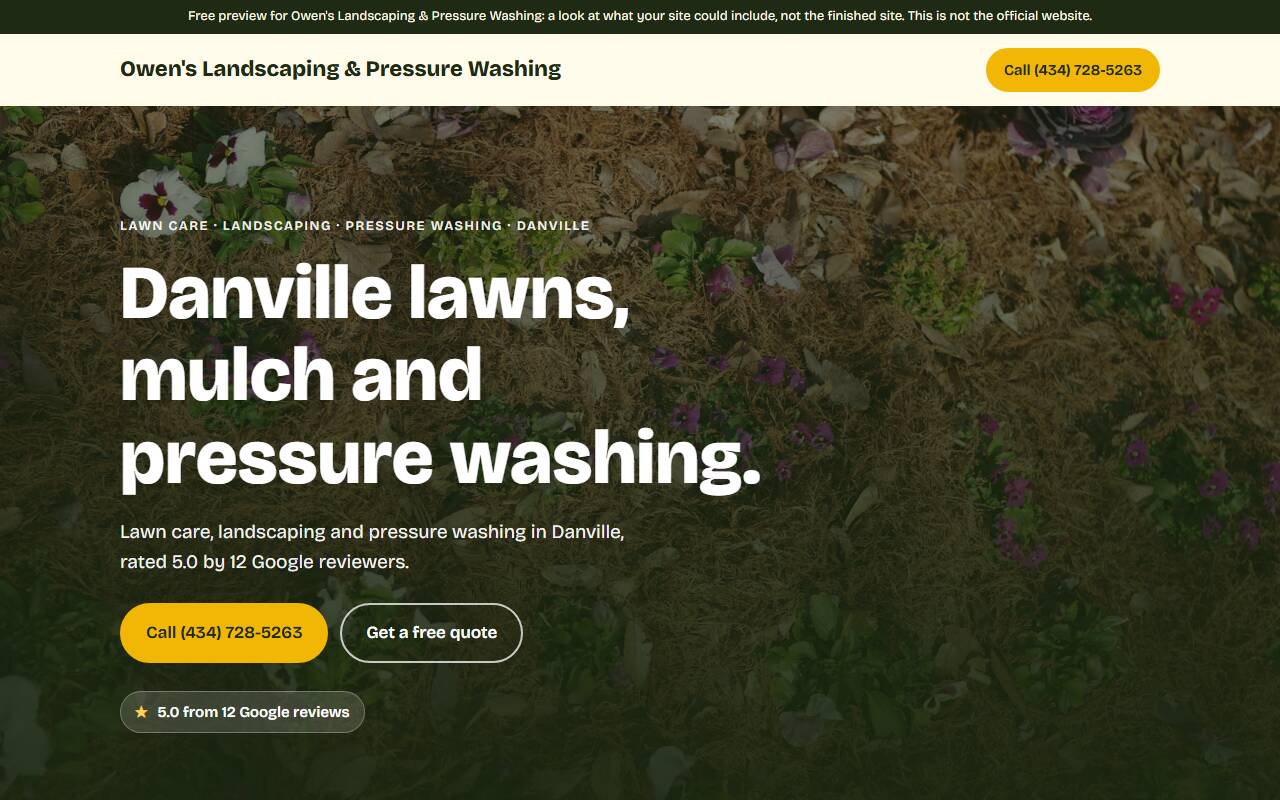 Free preview for Owen's Landscaping & Pressure Washing: a look at what your site could include, not the finished site. This is not the official website.
Owen's Landscaping & Pressure Washing
Call (434) 728-5263
LAWN CARE · LANDSCAPING · PRESSURE WASHING · DANVILLE
Danville lawns,
mulch and
pressure washing.
Lawn care, landscaping and pressure washing in Danville,
rated 5.0 by 12 Google reviewers.
Call (434) 728-5263
Get a free quote
★ 5.0 from 12 Google reviews